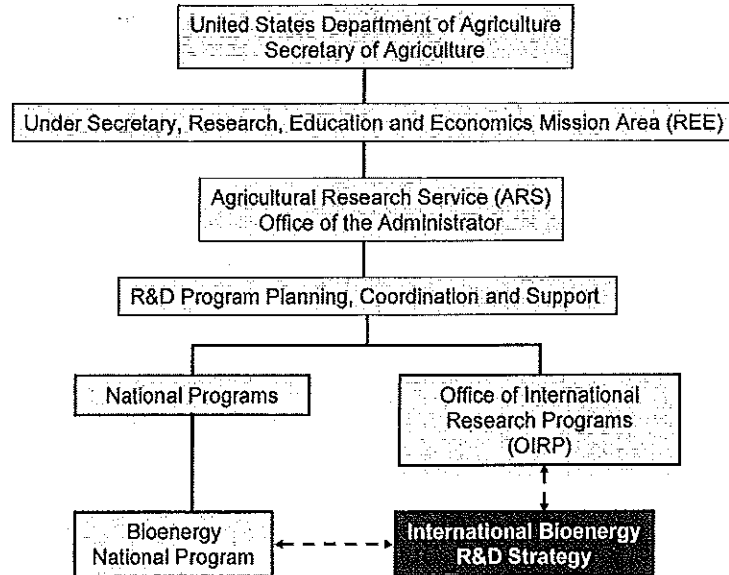 United States Department of Agriculture
Secretary of Agriculture
Under Secretary, Research, Education and Economics Mission Area (REE)
Agricultural Research Service (ARS)
Office of the Administrator
R&D Program Planning, Coordination and Support
National Programs
Office of International
Research Programs
(OIRP)
Bioenergy
National Program
International Bioenergy
R&D Strategy